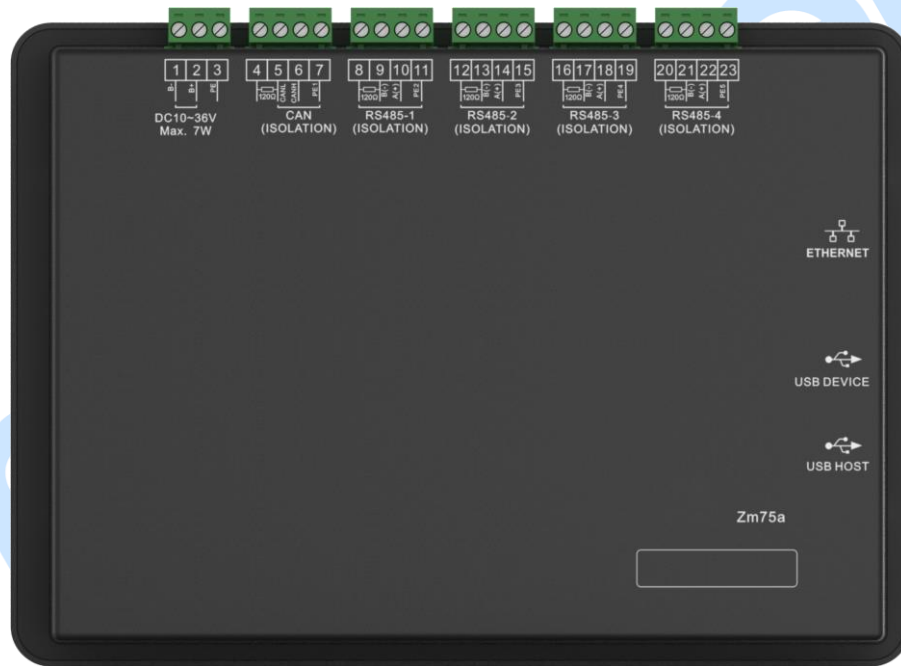 1 2 3
B- B+ PE
DC10~36V
Max. 7W
4 5 6 7
120Ω CANL CANH PE1
CAN
(ISOLATION)
8 9 10 11
120Ω B(-) A(+) PE2
RS485-1
(ISOLATION)
12 13 14 15
120Ω B(-) A(+) PE3
RS485-2
(ISOLATION)
16 17 18 19
120Ω B(-) A(+) PE4
RS485-3
(ISOLATION)
20 21 22 23
120Ω B(-) A(+) PE5
RS485-4
(ISOLATION)
ETHERNET
USB DEVICE
USB HOST
Zm75a